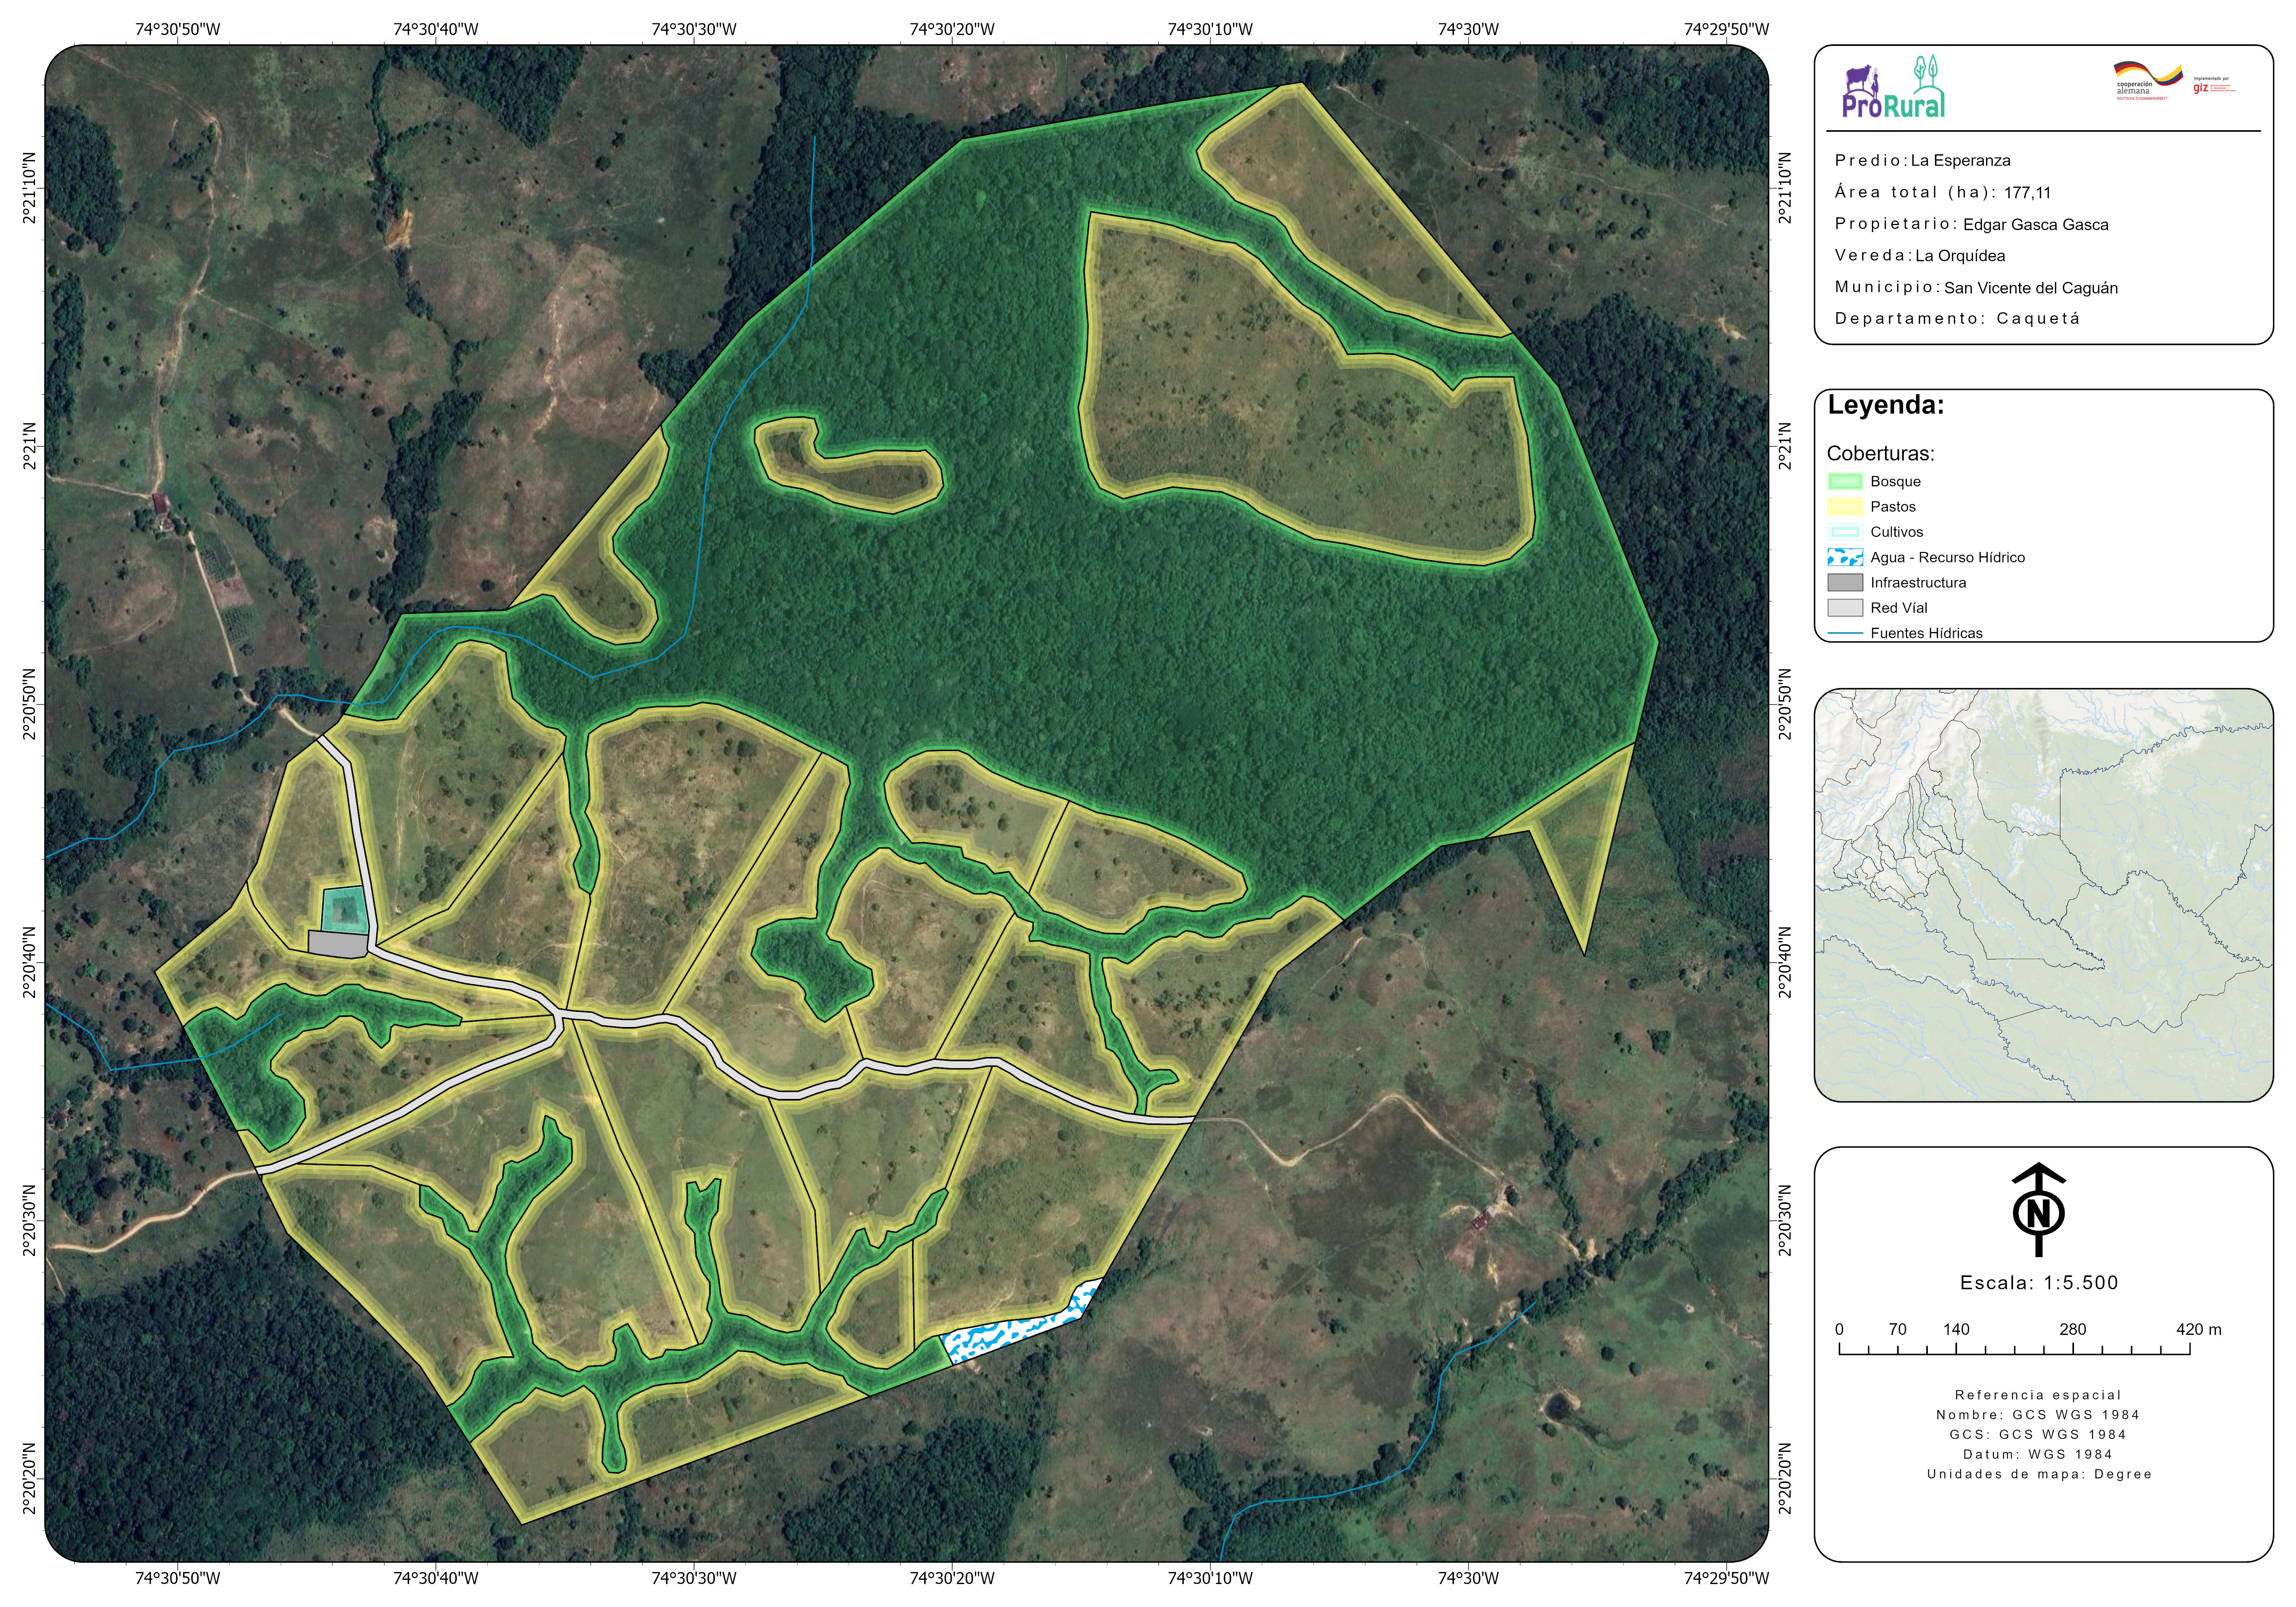 74°30'50"W 74°30'40"W 74°30'30"W 74°30'20"W 74°30'10"W 74°30'W 74°29'50"W
2°21'10"N
2°21'N
2°20'50"N
2°20'40"N
2°20'30"N
2°20'20"N
2°21'10"N
2°21'N
2°20'50"N
2°20'40"N
2°20'30"N
2°20'20"N
74°30'50"W 74°30'40"W 74°30'30"W 74°30'20"W 74°30'10"W 74°30'W 74°29'50"W
ProRural
cooperación
alemana
DEUTSCHE ZUSAMMENARBEIT
Implementada por
giz
Predio: La Esperanza
Área total (ha): 177,11
Propietario: Edgar Gasca Gasca
Vereda: La Orquídea
Municipio: San Vicente del Caguán
Departamento: Caquetá
Leyenda:
Coberturas:
Bosque
Pastos
Cultivos
Agua - Recurso Hídrico
Infraestructura
Red Víal
Fuentes Hídricas
N
Escala: 1:5.500
0 70 140 280 420 m
Referencia espacial
Nombre: GCS WGS 1984
GCS: GCS WGS 1984
Datum: WGS 1984
Unidades de mapa: Degree